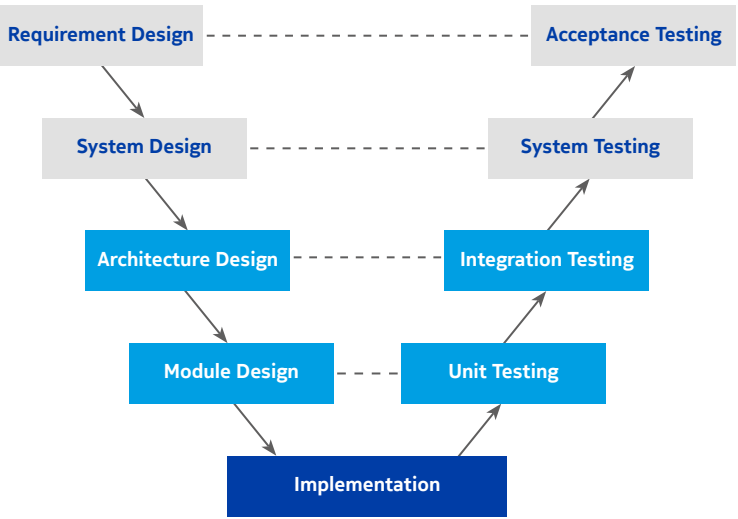 Requirement Design
Acceptance Testing
System Design
System Testing
Architecture Design
Integration Testing
Module Design
Unit Testing
Implementation